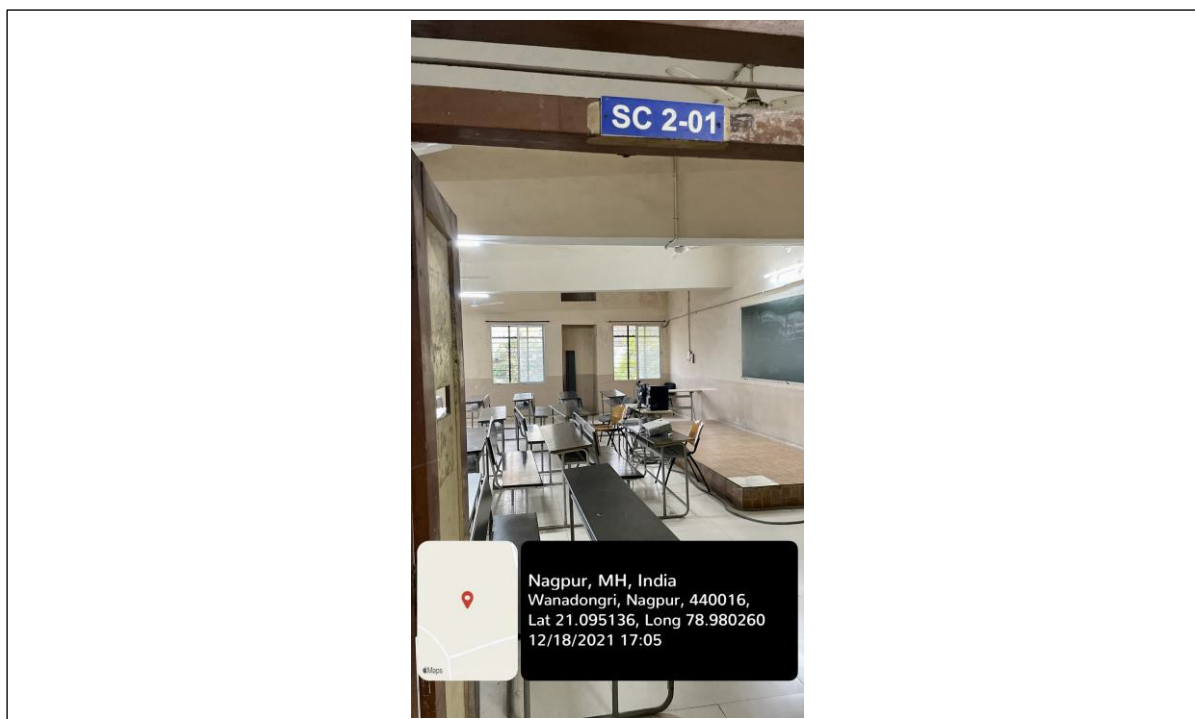 SC 2-01
Nagpur, MH, India
Wanadongri, Nagpur, 440016,
Lat 21.095136, Long 78.980260
12/18/2021 17:05
Maps